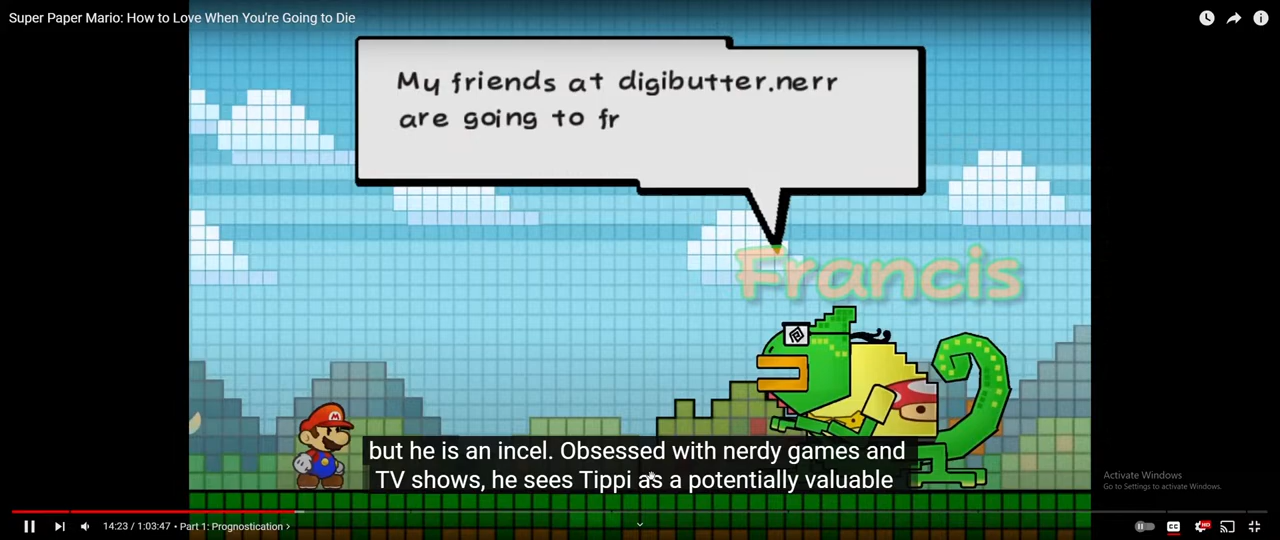 Super Paper Mario: How to Love When You're Going to Die
My friends at digibutter.nerr
are going to fr
Francis
M
but he is an incel. Obsessed with nerdy games and
TV shows, he sees Tippi as a potentially valuable
Activate Windows
Go to Settings to activate Windows.
14:23 / 1:03:47 • Part 1: Prognostication >
CC
HD